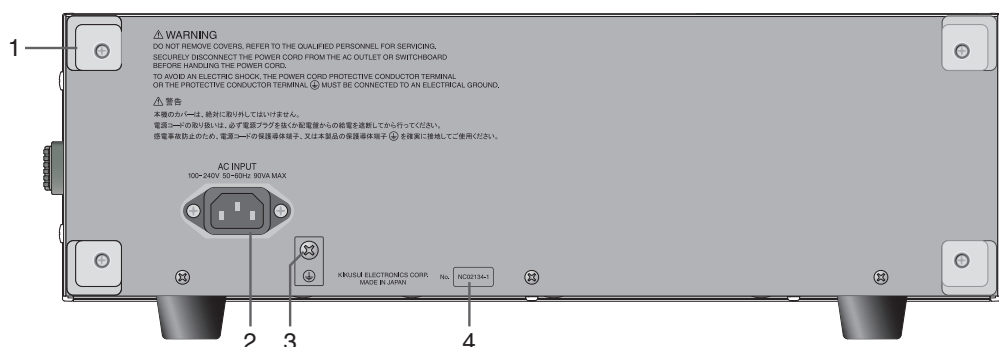 1
⚠ WARNING
DO NOT REMOVE COVERS, REFER TO THE QUALIFIED PERSONNEL FOR SERVICING.
SECURELY DISCONNECT THE POWER CORD FROM THE AC OUTLET OR SWITCHBOARD
BEFORE HANDLING THE POWER CORD.
TO AVOID AN ELECTRIC SHOCK, THE POWER CORD PROTECTIVE CONDUCTOR TERMINAL
OR THE PROTECTIVE CONDUCTOR TERMINAL ⏚ MUST BE CONNECTED TO AN ELECTRICAL GROUND.
⚠ 警告
本機のカバーは、絶対に取り外してはいけません。
電源コードの取り扱いは、必ず電源プラグを抜くか配電盤からの給電を遮断してから行ってください。
感電事故防止のため、電源コードの保護導体端子、又は本製品の保護導体端子 ⏚ を確実に接地してご使用ください。
AC INPUT
100-240V 50-60Hz 90VA MAX
KIKUSUI ELECTRONICS CORP.
MADE IN JAPAN
No. NC02134-1
2
3
4